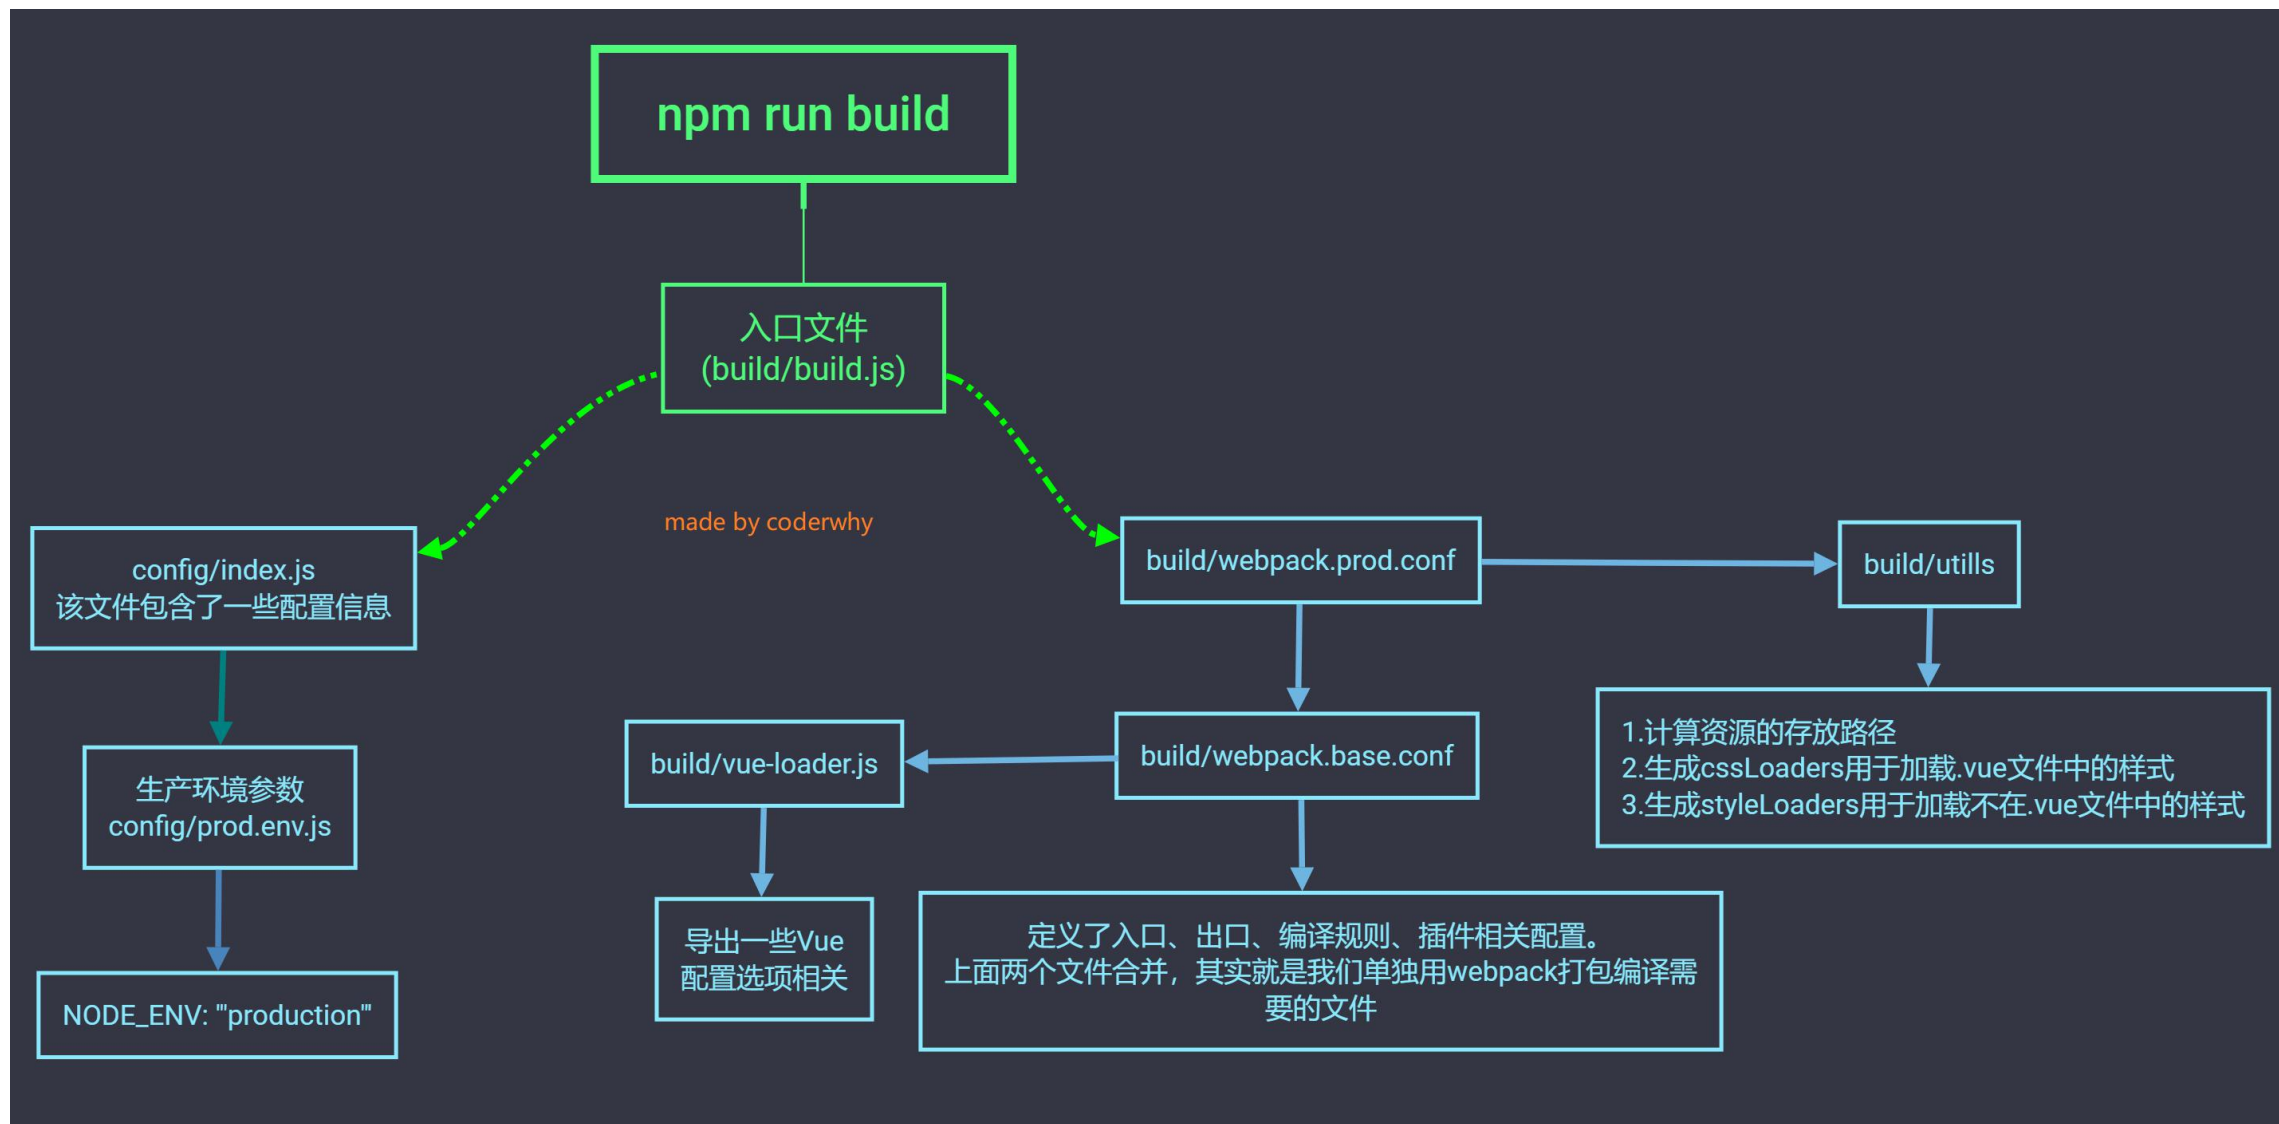 npm run build
入口文件
(build/build.js)
made by coderwhy
config/index.js
该文件包含了一些配置信息
build/webpack.prod.conf
build/utills
生产环境参数
config/prod.env.js
build/vue-loader.js
build/webpack.base.conf
1.计算资源的存放路径
2.生成cssLoaders用于加载.vue文件中的样式
3.生成styleLoaders用于加载不在.vue文件中的样式
NODE_ENV: '"production"'
导出一些Vue
配置选项相关
定义了入口、出口、编译规则、插件相关配置。
上面两个文件合并，其实就是我们单独用webpack打包编译需
要的文件